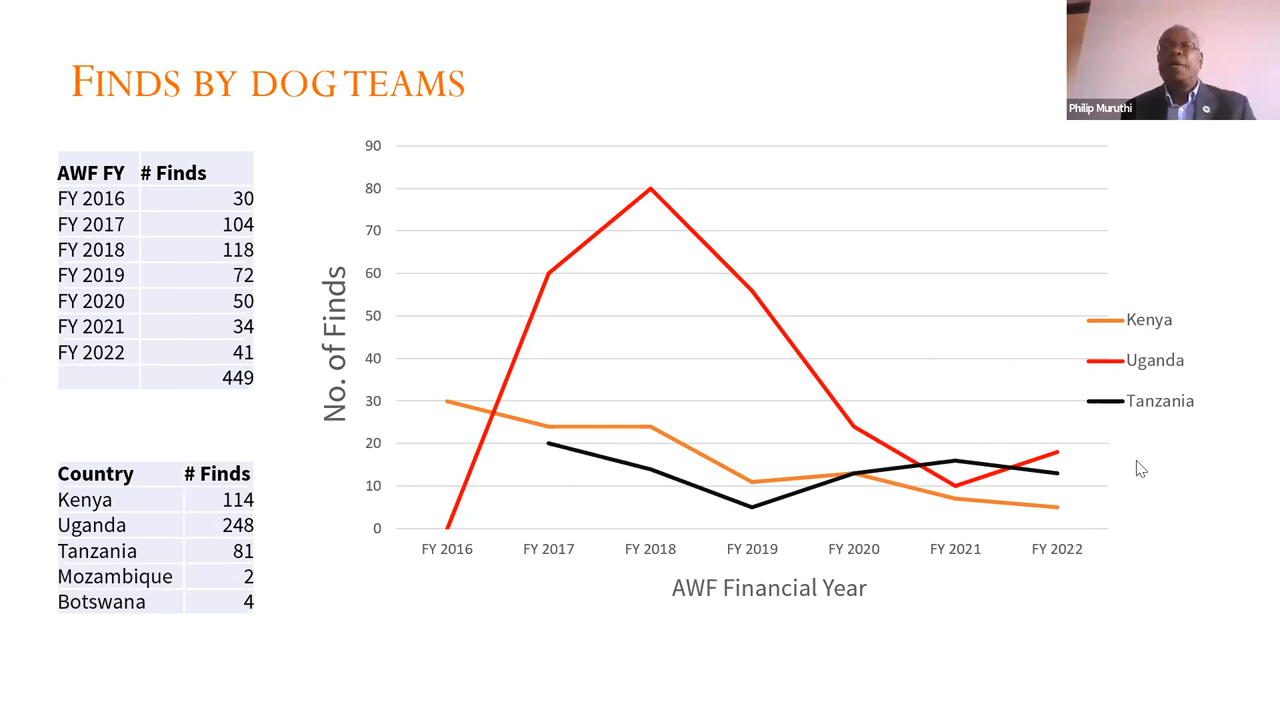 FINDS BY DOG TEAMS
Philip Muruthi
AWF FY # Finds
FY 2016 30
FY 2017 104
FY 2018 118
FY 2019 72
FY 2020 50
FY 2021 34
FY 2022 41
449
Country # Finds
Kenya 114
Uganda 248
Tanzania 81
Mozambique 2
Botswana 4
No. of Finds
90
80
70
60
50
40
30
20
10
0
FY 2016 FY 2017 FY 2018 FY 2019 FY 2020 FY 2021 FY 2022
AWF Financial Year
Kenya
Uganda
Tanzania